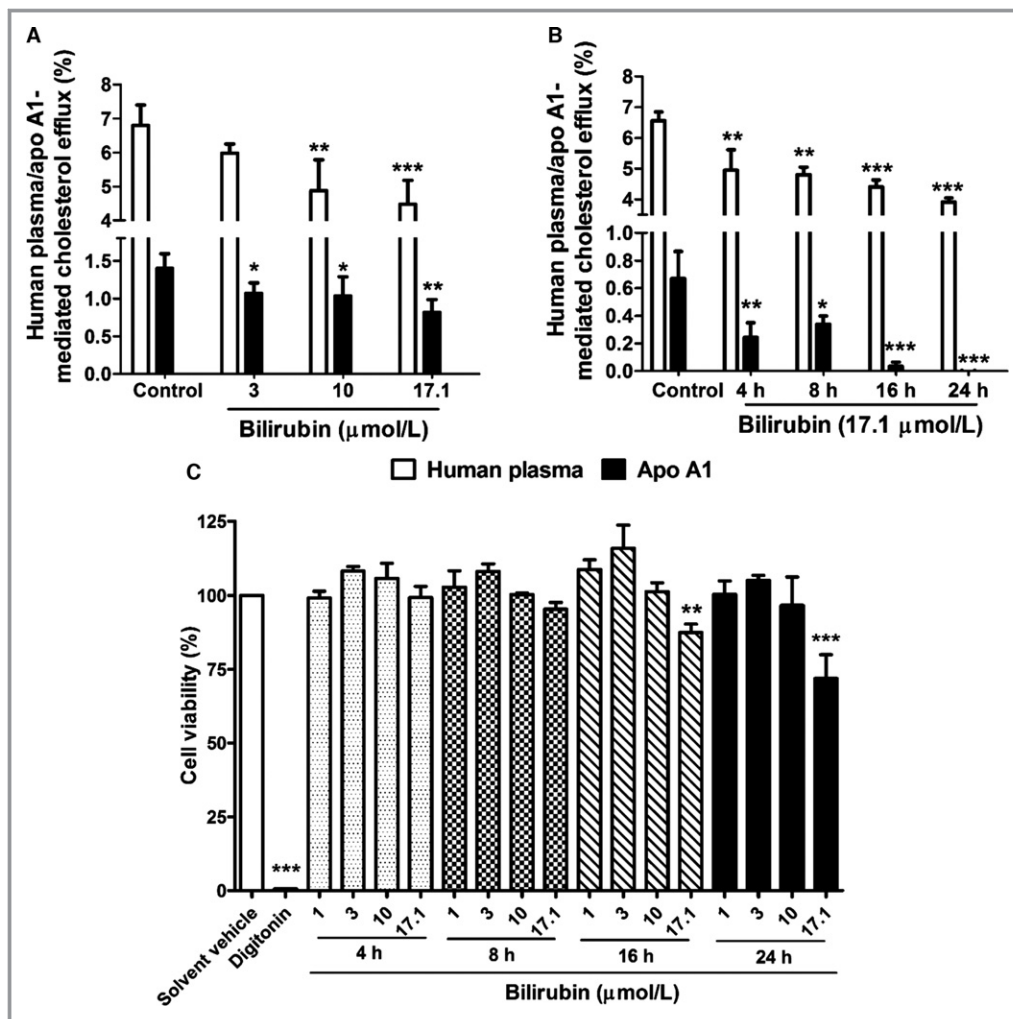 A
Human plasma/apo A1-
mediated cholesterol efflux (%)
8
7
6
5
4
1.5
1.0
0.5
0.0
**
***
*
*
**
Control
3
10
17.1
Bilirubin (μmol/L)
B
Human plasma/apo A1-
mediated cholesterol efflux (%)
8
7
6
5
4
1.0
0.8
0.6
0.4
0.2
0.0
**
**
***
***
**
*
***
***
Control
4 h
8 h
16 h
24 h
Bilirubin (17.1 μmol/L)
C
Human plasma
Apo A1
Cell viability (%)
125
100
75
50
25
0
***
**
***
Solvent vehicle
Digitonin
1
3
10
17.1
1
3
10
17.1
1
3
10
17.1
1
3
10
17.1
4 h
8 h
16 h
24 h
Bilirubin (μmol/L)